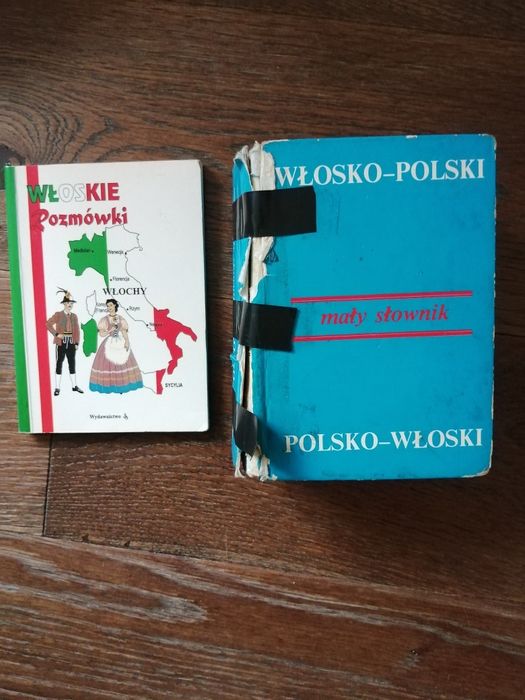 WŁOSKIE
Rozmówki
Mediolan
Wenecja
Florencja
WŁOCHY
Rzym
SYCYLIA
Wydawnictwo
WŁOSKO–POLSKI
mały słownik
POLSKO–WŁOSKI